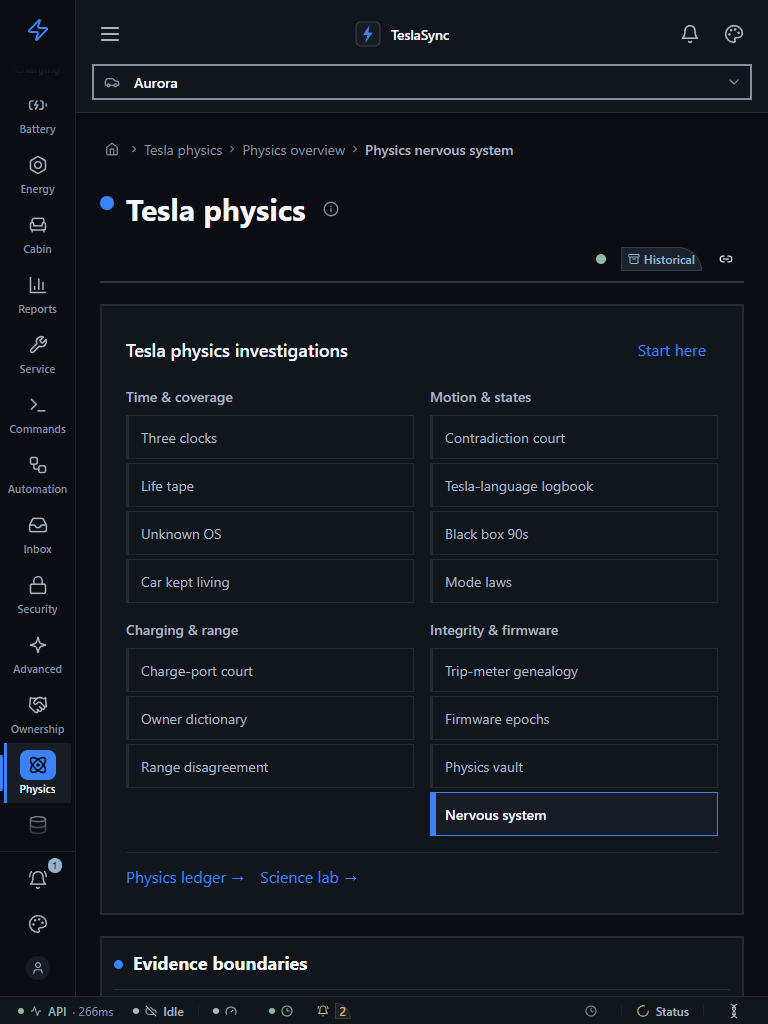 TeslaSync
Aurora
Tesla physics
Physics overview
Physics nervous system
Tesla physics
Historical
Tesla physics investigations
Start here
Time & coverage
Three clocks
Life tape
Unknown OS
Car kept living
Motion & states
Contradiction court
Tesla-language logbook
Black box 90s
Mode laws
Charging & range
Charge-port court
Owner dictionary
Range disagreement
Integrity & firmware
Trip-meter genealogy
Firmware epochs
Physics vault
Nervous system
Physics ledger →
Science lab →
Evidence boundaries
Charging
Battery
Energy
Cabin
Reports
Service
Commands
Automation
Inbox
Security
Advanced
Ownership
Physics
1
API · 266ms
Idle
2
Status